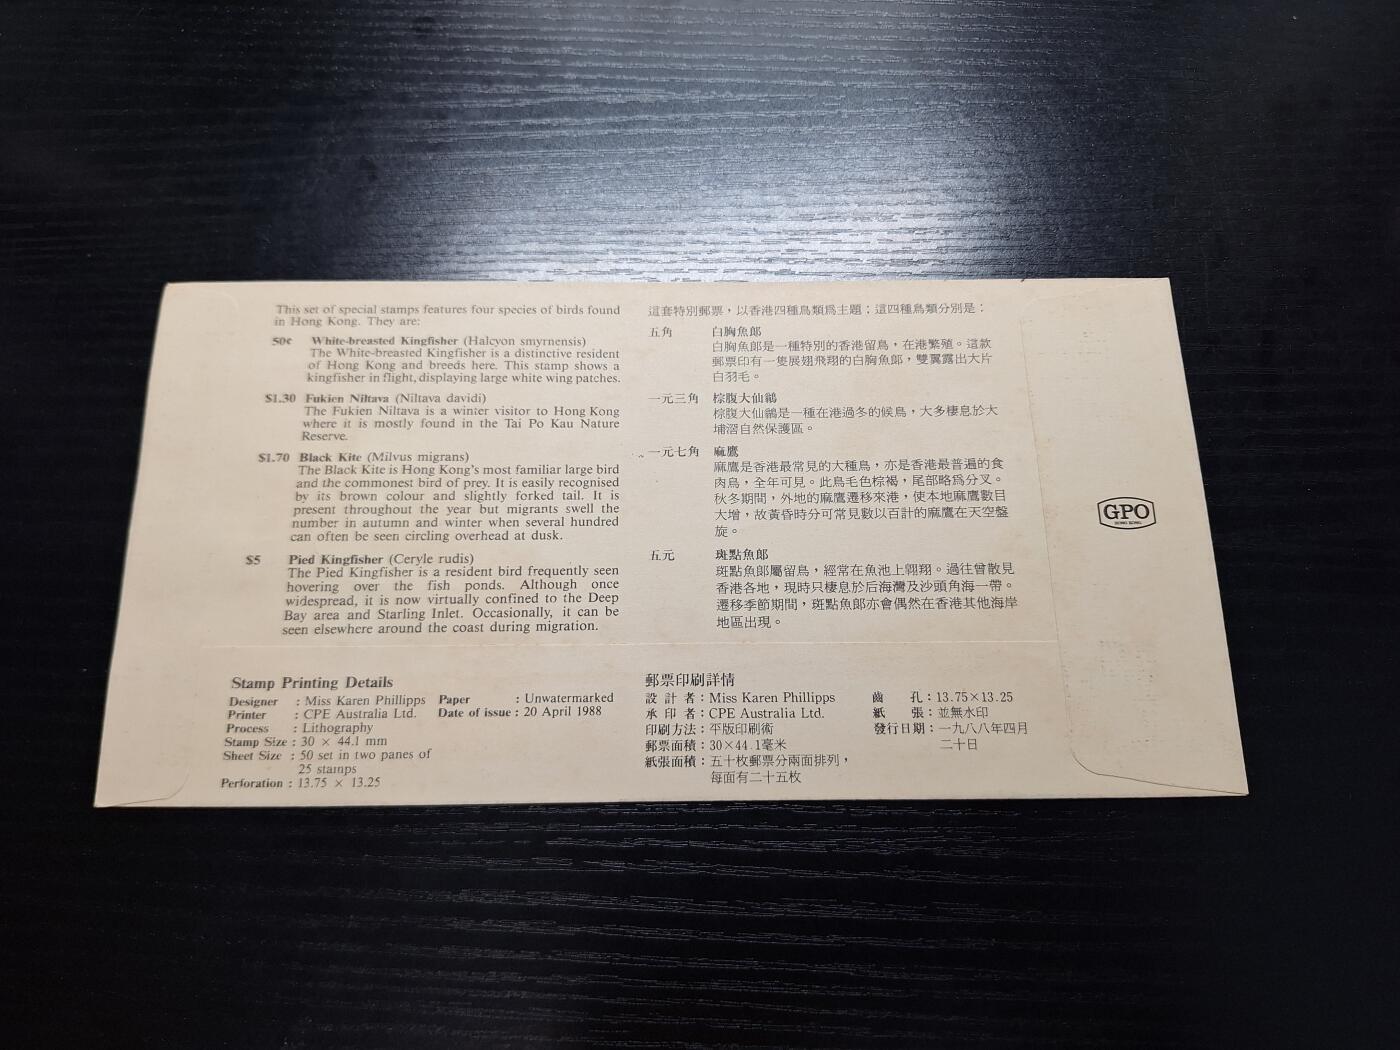 This set of special stamps features four species of birds found
in Hong Kong. They are:
50¢ White-breasted Kingfisher (Halcyon smyrnensis)
The White-breasted Kingfisher is a distinctive resident
of Hong Kong and breeds here. This stamp shows a
kingfisher in flight, displaying large white wing patches.
$1.30 Fukien Niltava (Niltava davidi)
The Fukien Niltava is a winter visitor to Hong Kong
where it is mostly found in the Tai Po Kau Nature
Reserve.
$1.70 Black Kite (Milvus migrans)
The Black Kite is Hong Kong's most familiar large bird
and the commonest bird of prey. It is easily recognised
by its brown colour and slightly forked tail. It is
present throughout the year but migrants swell the
number in autumn and winter when several hundred
can often be seen circling overhead at dusk.
$5 Pied Kingfisher (Ceryle rudis)
The Pied Kingfisher is a resident bird frequently seen
hovering over the fish ponds. Although once
widespread, it is now virtually confined to the Deep
Bay area and Starling Inlet. Occasionally, it can be
seen elsewhere around the coast during migration.
這套特別郵票，以香港四種鳥類爲主題；這四種鳥類分別是：
五角 白胸魚郎
白胸魚郎是一種特別的香港留鳥，在港繁殖。這款
郵票印有一隻展翅飛翔的白胸魚郎，雙翼露出大片
白羽毛。
一元三角 棕腹大仙鶲
棕腹大仙鶲是一種在港過冬的候鳥，大多棲息於大
埔滘自然保護區。
一元七角 麻鷹
麻鷹是香港最常見的大種鳥，亦是香港最普遍的食
肉鳥，全年可見。此鳥毛色棕褐，尾部略爲分叉。
秋冬期間，外地的麻鷹遷移來港，使本地麻鷹數目
大增，故黃昏時分可常見數以百計的麻鷹在天空盤
旋。
五元 斑點魚郎
斑點魚郎屬留鳥，經常在魚池上翺翔。過往曾散見
香港各地，現時只棲息於后海灣及沙頭角海一帶。
遷移季節期間，斑點魚郎亦會偶然在香港其他海岸
地區出現。
GPO
HONG KONG
Stamp Printing Details
Designer : Miss Karen Phillipps
Printer : CPE Australia Ltd.
Process : Lithography
Stamp Size : 30 × 44.1 mm
Sheet Size : 50 set in two panes of
25 stamps
Perforation : 13.75 × 13.25
Paper : Unwatermarked
Date of issue : 20 April 1988
郵票印刷詳情
設計者：Miss Karen Phillipps
承印者：CPE Australia Ltd.
印刷方法：平版印刷術
郵票面積：30×44.1毫米
紙張面積：五十枚郵票分兩面排列，
每面有二十五枚
齒孔：13.75×13.25
紙張：並無水印
發行日期：一九八八年四月
二十日